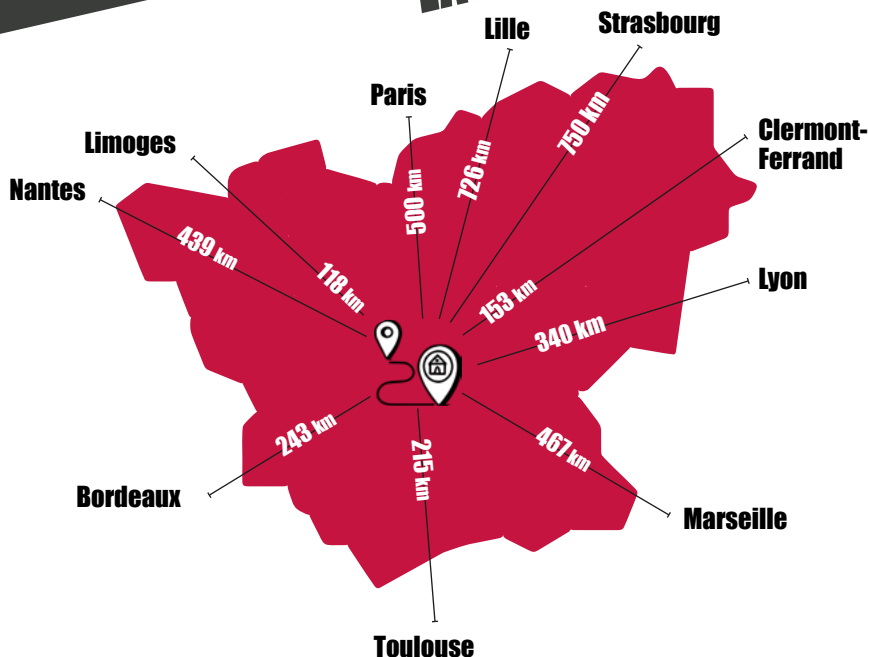 Lille
Strasbourg
Paris
Clermont-
Ferrand
Limoges
Nantes
Lyon
Bordeaux
Marseille
Toulouse
500 km
726 km
750 km
153 km
118 km
439 km
340 km
243 km
215 km
467 km